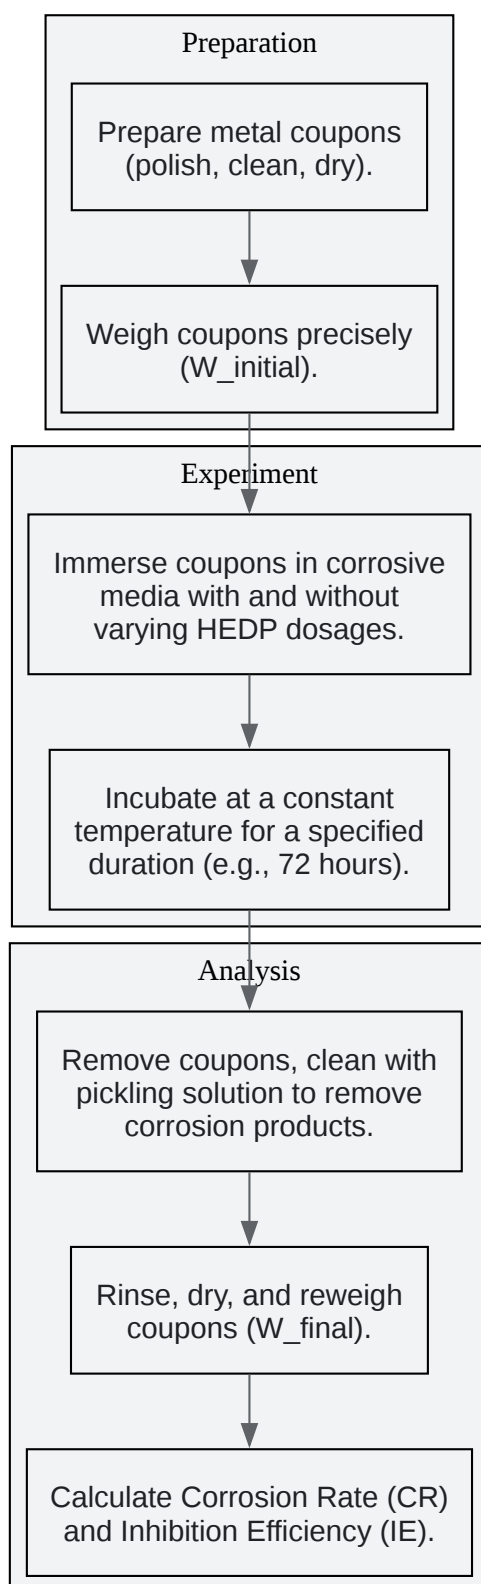 Preparation
Prepare metal coupons
(polish, clean, dry).
Weigh coupons precisely
(W_initial).
Experiment
Immerse coupons in corrosive
media with and without
varying HEDP dosages.
Incubate at a constant
temperature for a specified
duration (e.g., 72 hours).
Analysis
Remove coupons, clean with
pickling solution to remove
corrosion products.
Rinse, dry, and reweigh
coupons (W_final).
Calculate Corrosion Rate (CR)
and Inhibition Efficiency (IE).